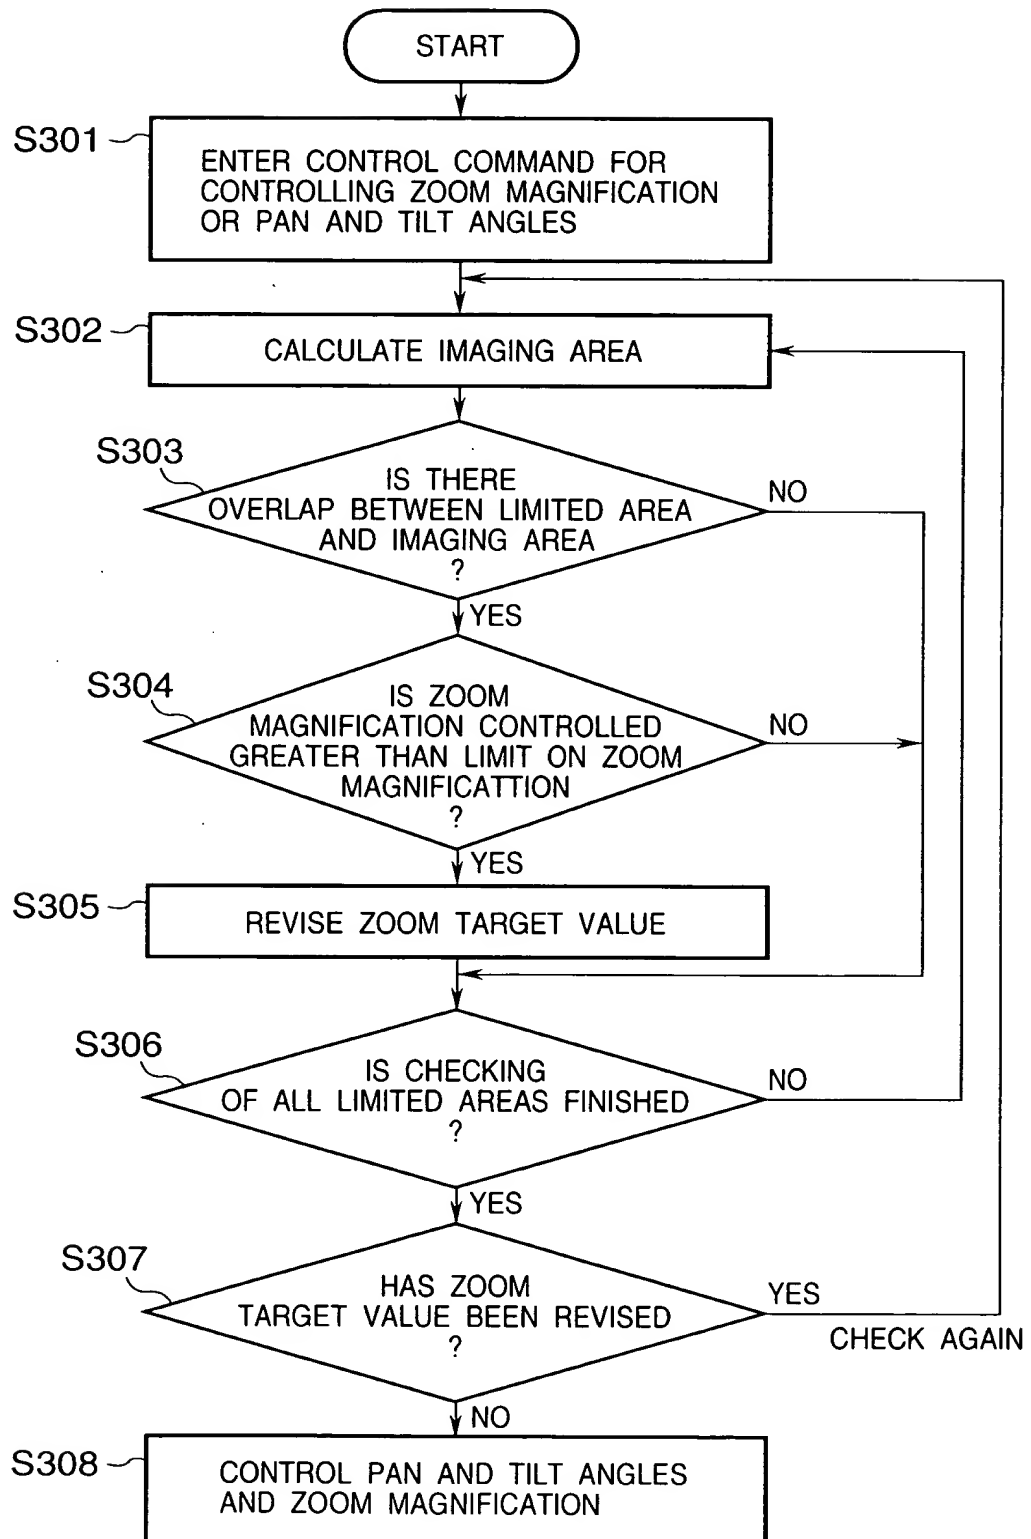 START
S301
ENTER CONTROL COMMAND FOR
CONTROLLING ZOOM MAGNIFICATION
OR PAN AND TILT ANGLES
S302
CALCULATE IMAGING AREA
S303
IS THERE
OVERLAP BETWEEN LIMITED AREA
AND IMAGING AREA
?
NO
YES
S304
IS ZOOM
MAGNIFICATION CONTROLLED
GREATER THAN LIMIT ON ZOOM
MAGNIFICATTION
?
NO
YES
S305
REVISE ZOOM TARGET VALUE
S306
IS CHECKING
OF ALL LIMITED AREAS FINISHED
?
NO
YES
S307
HAS ZOOM
TARGET VALUE BEEN REVISED
?
YES
CHECK AGAIN
NO
S308
CONTROL PAN AND TILT ANGLES
AND ZOOM MAGNIFICATION